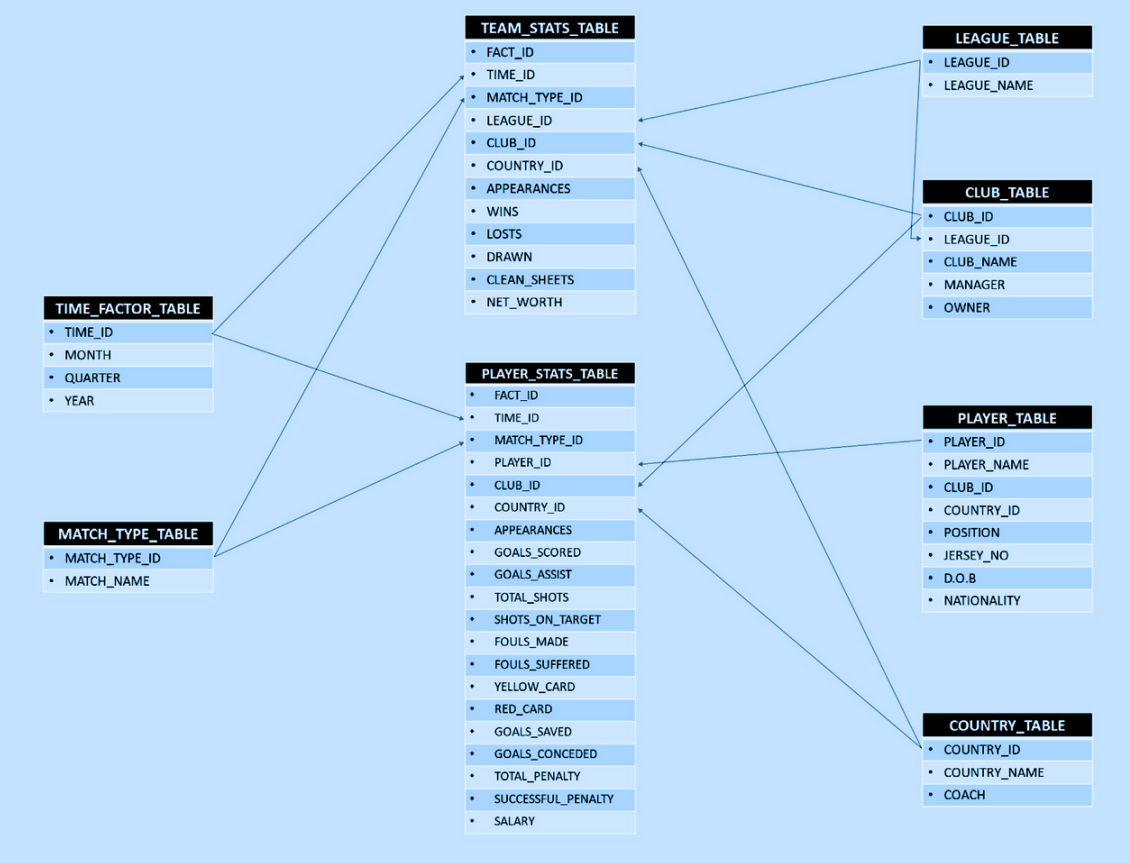 TEAM_STATS_TABLE
• FACT_ID
• TIME_ID
• MATCH_TYPE_ID
• LEAGUE_ID
• CLUB_ID
• COUNTRY_ID
• APPEARANCES
• WINS
• LOSTS
• DRAWN
• CLEAN_SHEETS
• NET_WORTH
LEAGUE_TABLE
• LEAGUE_ID
• LEAGUE_NAME
CLUB_TABLE
• CLUB_ID
• LEAGUE_ID
• CLUB_NAME
• MANAGER
• OWNER
TIME_FACTOR_TABLE
• TIME_ID
• MONTH
• QUARTER
• YEAR
PLAYER_STATS_TABLE
• FACT_ID
• TIME_ID
• MATCH_TYPE_ID
• PLAYER_ID
• CLUB_ID
• COUNTRY_ID
• APPEARANCES
• GOALS_SCORED
• GOALS_ASSIST
• TOTAL_SHOTS
• SHOTS_ON_TARGET
• FOULS_MADE
• FOULS_SUFFERED
• YELLOW_CARD
• RED_CARD
• GOALS_SAVED
• GOALS_CONCEDED
• TOTAL_PENALTY
• SUCCESSFUL_PENALTY
• SALARY
PLAYER_TABLE
• PLAYER_ID
• PLAYER_NAME
• CLUB_ID
• COUNTRY_ID
• POSITION
• JERSEY_NO
• D.O.B
• NATIONALITY
MATCH_TYPE_TABLE
• MATCH_TYPE_ID
• MATCH_NAME
COUNTRY_TABLE
• COUNTRY_ID
• COUNTRY_NAME
• COACH